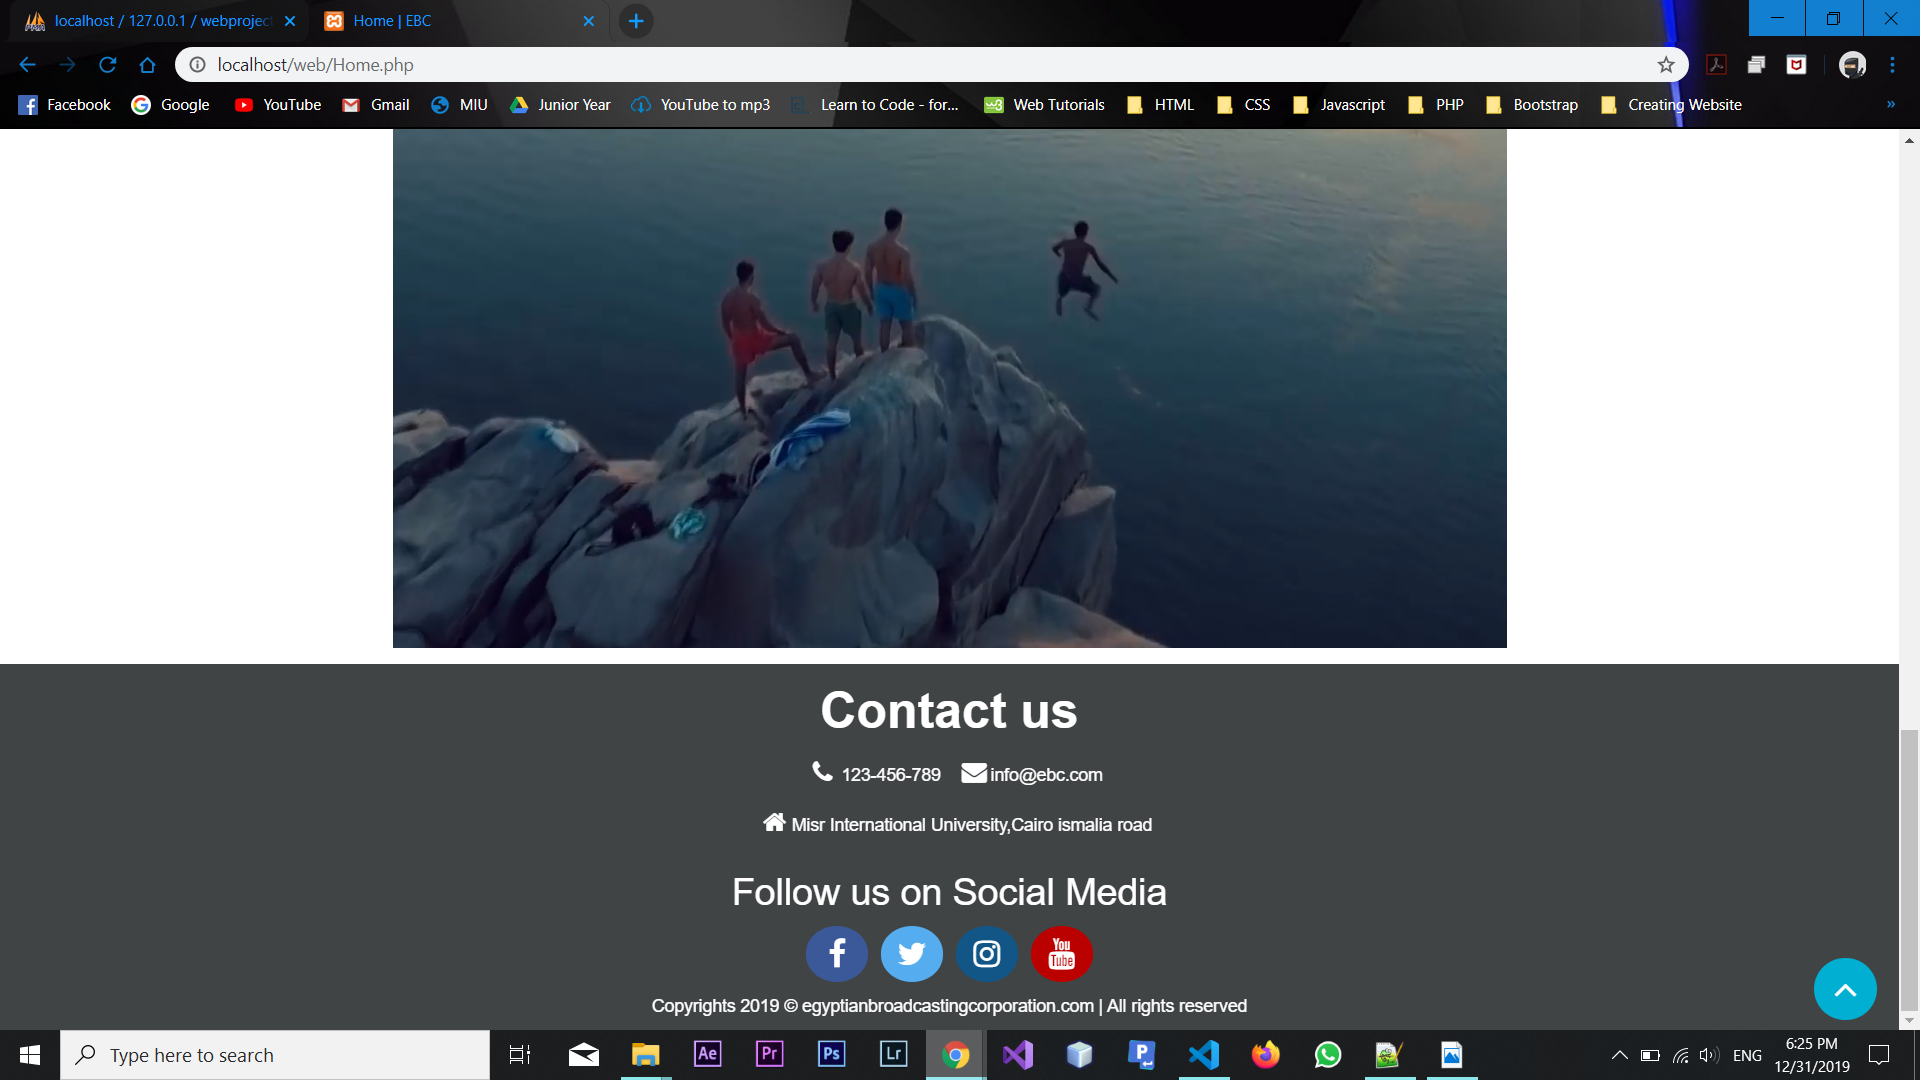 localhost / 127.0.0.1 / webproject
Home | EBC
localhost/web/Home.php
Facebook Google YouTube Gmail MIU Junior Year YouTube to mp3 Learn to Code - for... Web Tutorials HTML CSS Javascript PHP Bootstrap Creating Website »
Contact us
123-456-789 info@ebc.com
Misr International University,Cairo ismalia road
Follow us on Social Media
You Tube
Copyrights 2019 © egyptianbroadcastingcorporation.com | All rights reserved
Type here to search
Ae Pr Ps Lr
ENG
6:25 PM
12/31/2019